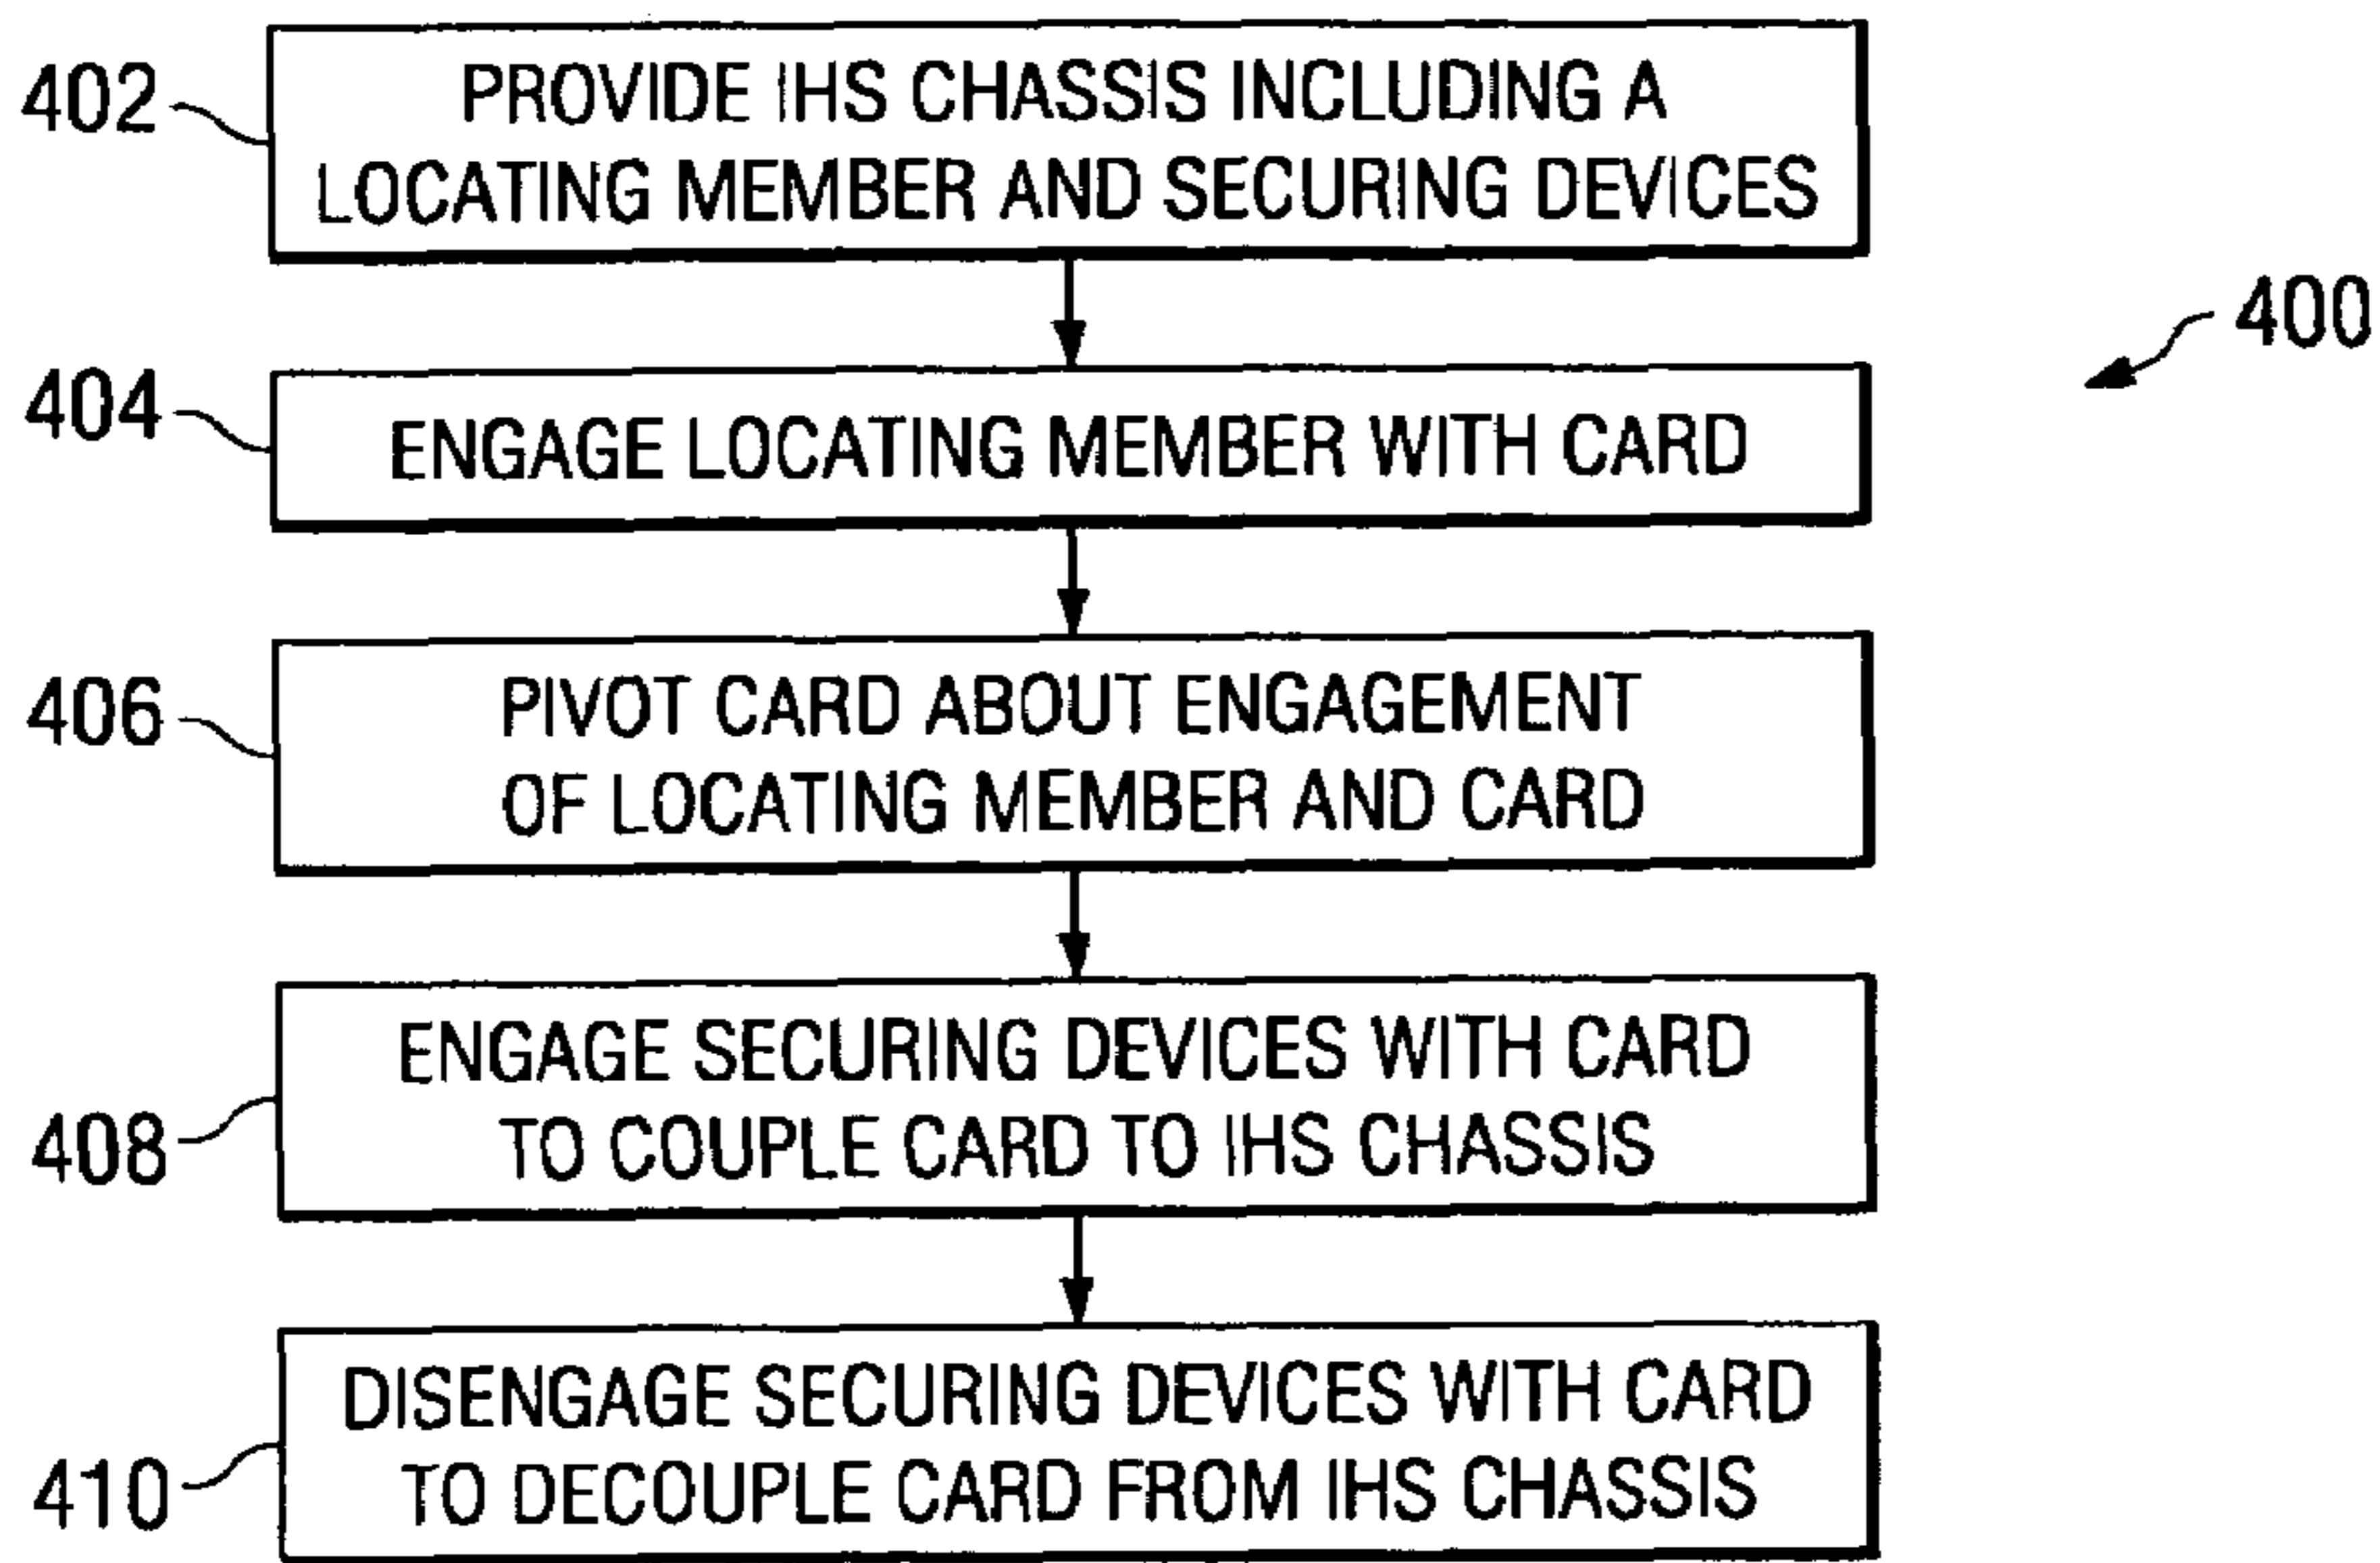 402
PROVIDE IHS CHASSIS INCLUDING A
LOCATING MEMBER AND SECURING DEVICES
400
404
ENGAGE LOCATING MEMBER WITH CARD
406
PIVOT CARD ABOUT ENGAGEMENT
OF LOCATING MEMBER AND CARD
408
ENGAGE SECURING DEVICES WITH CARD
TO COUPLE CARD TO IHS CHASSIS
410
DISENGAGE SECURING DEVICES WITH CARD
TO DECOUPLE CARD FROM IHS CHASSIS